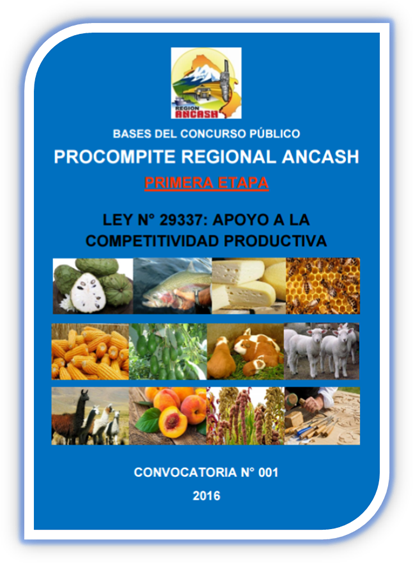 REGION
ANCASH
BASES DEL CONCURSO PÚBLICO
PROCOMPITE REGIONAL ANCASH
PRIMERA ETAPA
LEY N° 29337: APOYO A LA
COMPETITIVIDAD PRODUCTIVA
CONVOCATORIA N° 001
2016